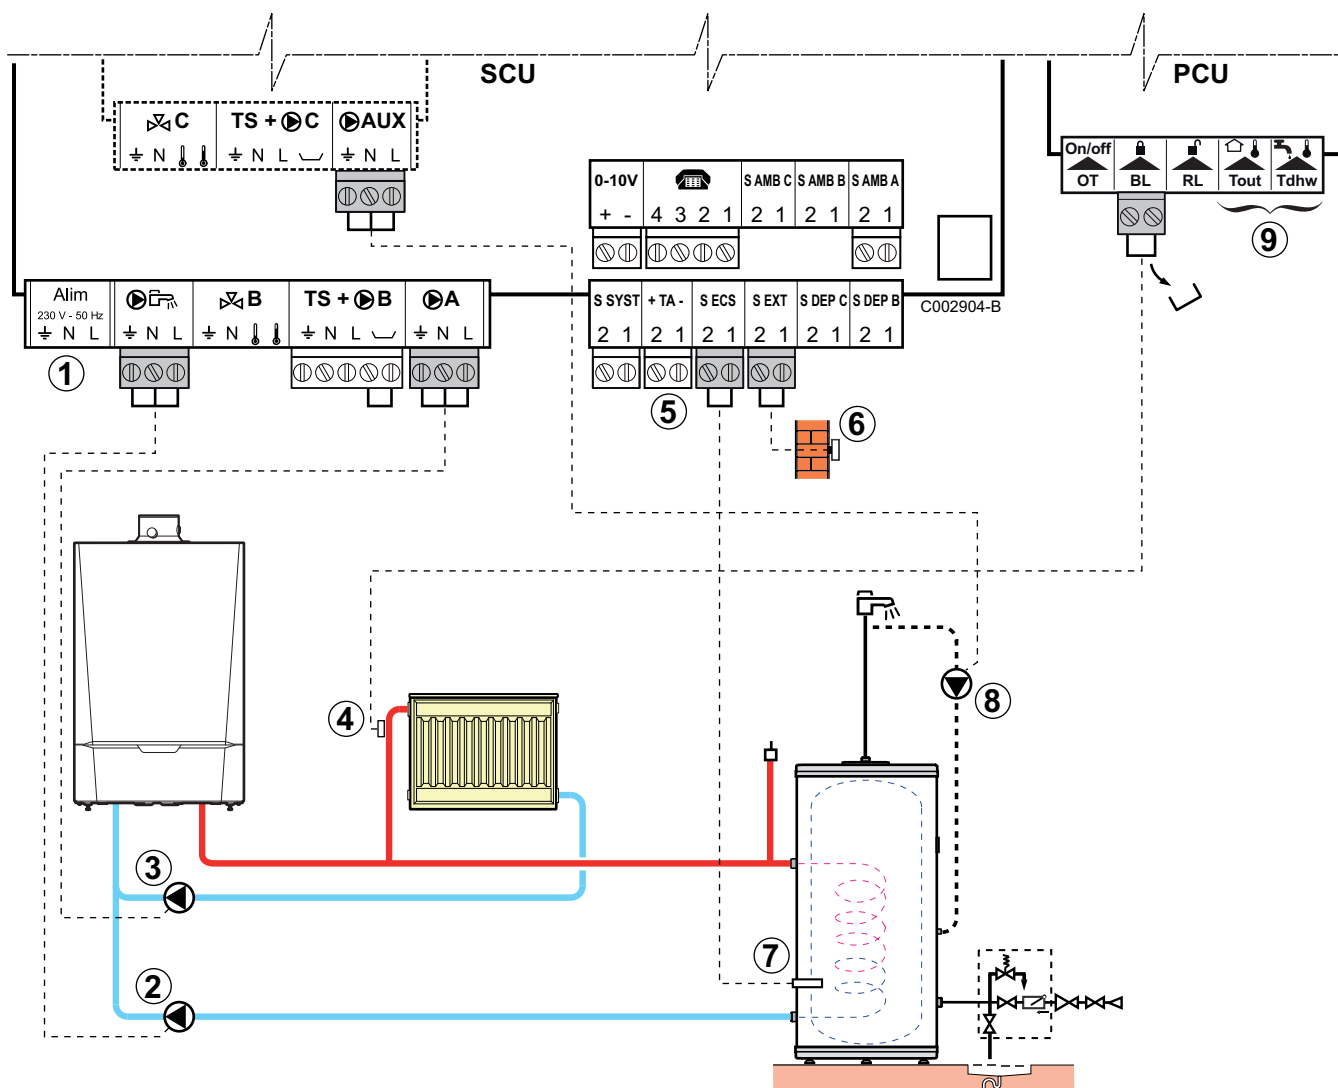 SCU
PCU
C
TS + C
AUX
N
N L
N L
On/off
OT
BL
RL
Tout
Tdhw
9
0-10V
S AMB C
S AMB B
S AMB A
+ -
4 3 2 1
2 1
2 1
2 1
C002904-B
Alim
230 V - 50 Hz
N L
B
TS + B
A
N L
N
N L
N L
S SYST
+ TA -
S ECS
S EXT
S DEP C
S DEP B
2 1
2 1
2 1
2 1
2 1
2 1
1
5
6
4
8
3
7
2